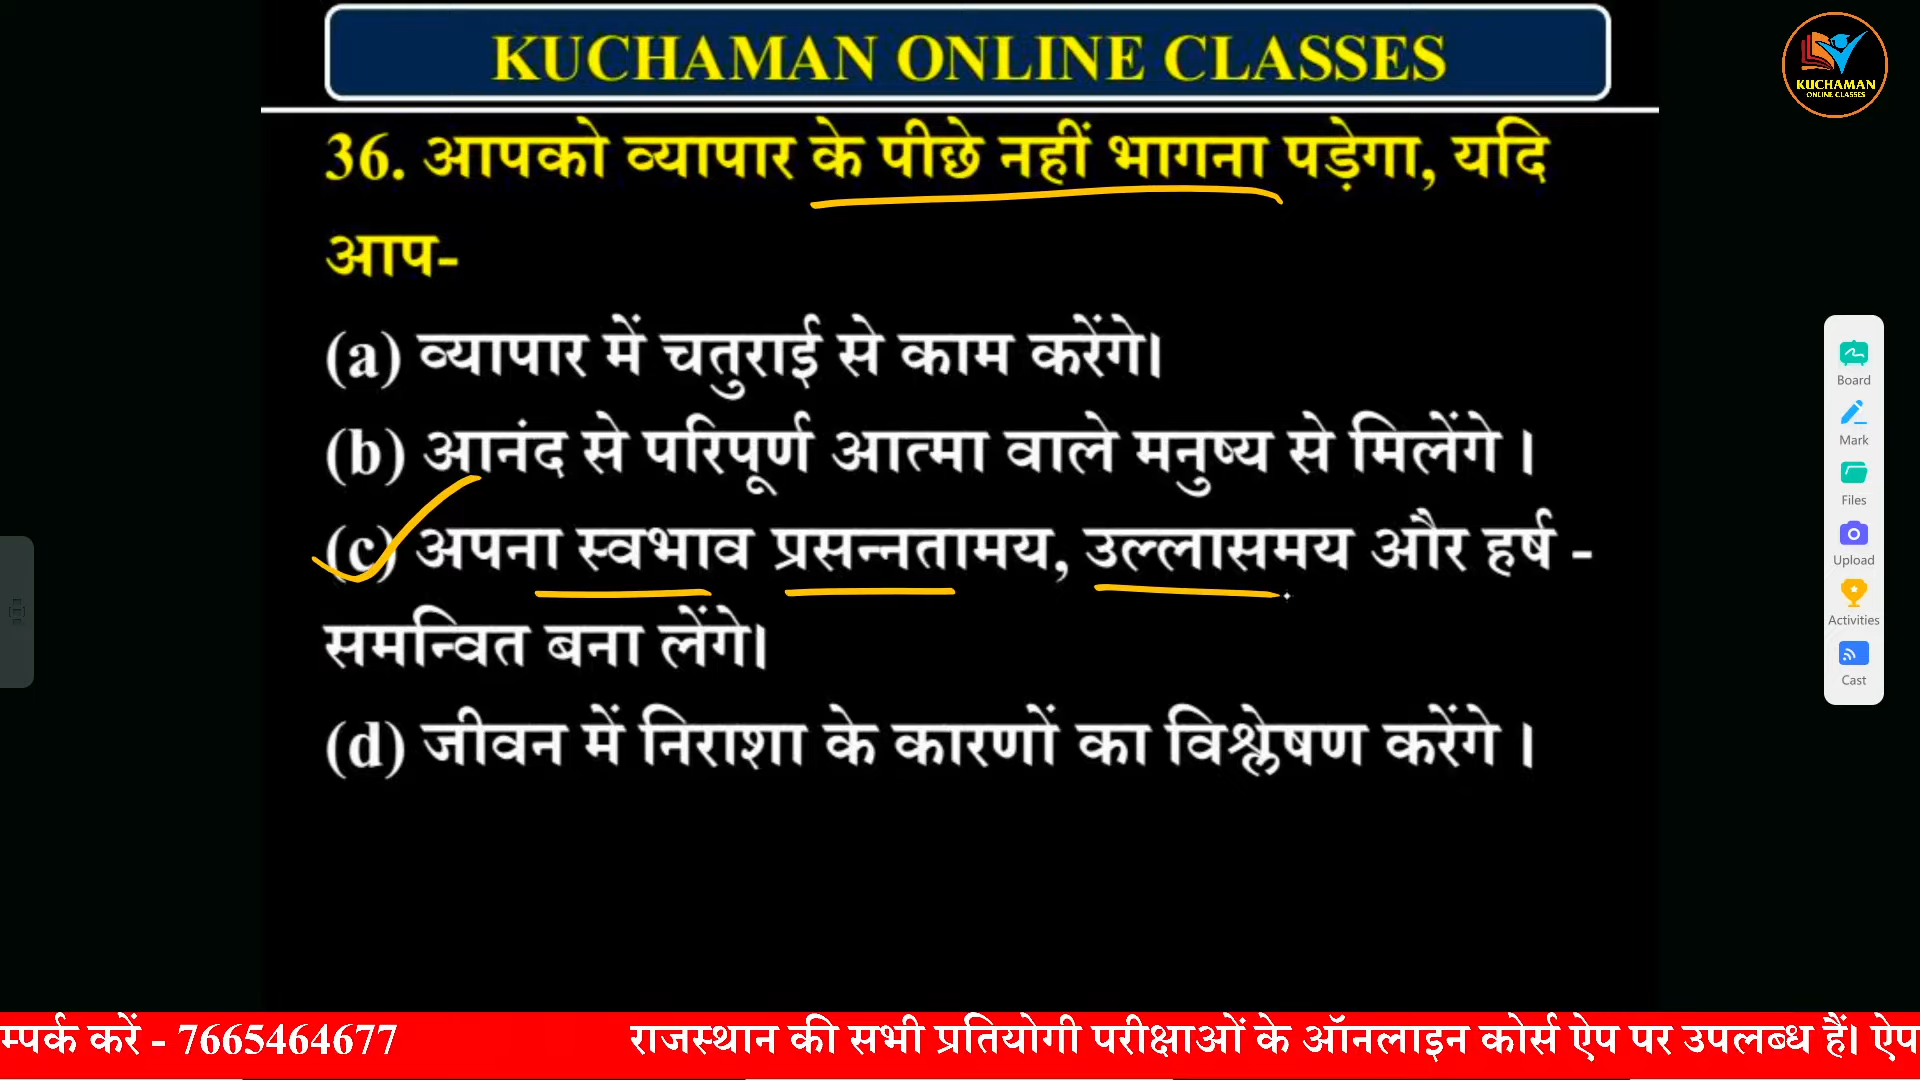 KUCHAMAN ONLINE CLASSES
KUCHAMAN
ONLINE CLASSES
36. आपको व्यापार के पीछे नहीं भागना पड़ेगा, यदि
आप-
(a) व्यापार में चतुराई से काम करेंगे।
(b) आनंद से परिपूर्ण आत्मा वाले मनुष्य से मिलेंगे ।
(c) अपना स्वभाव प्रसन्नतामय, उल्लासमय और हर्ष -
समन्वित बना लेंगे।
(d) जीवन में निराशा के कारणों का विश्लेषण करेंगे ।
Board
Mark
Files
Upload
Activities
Cast
म्पर्क करें - 7665464677 राजस्थान की सभी प्रतियोगी परीक्षाओं के ऑनलाइन कोर्स ऐप पर उपलब्ध हैं। ऐप